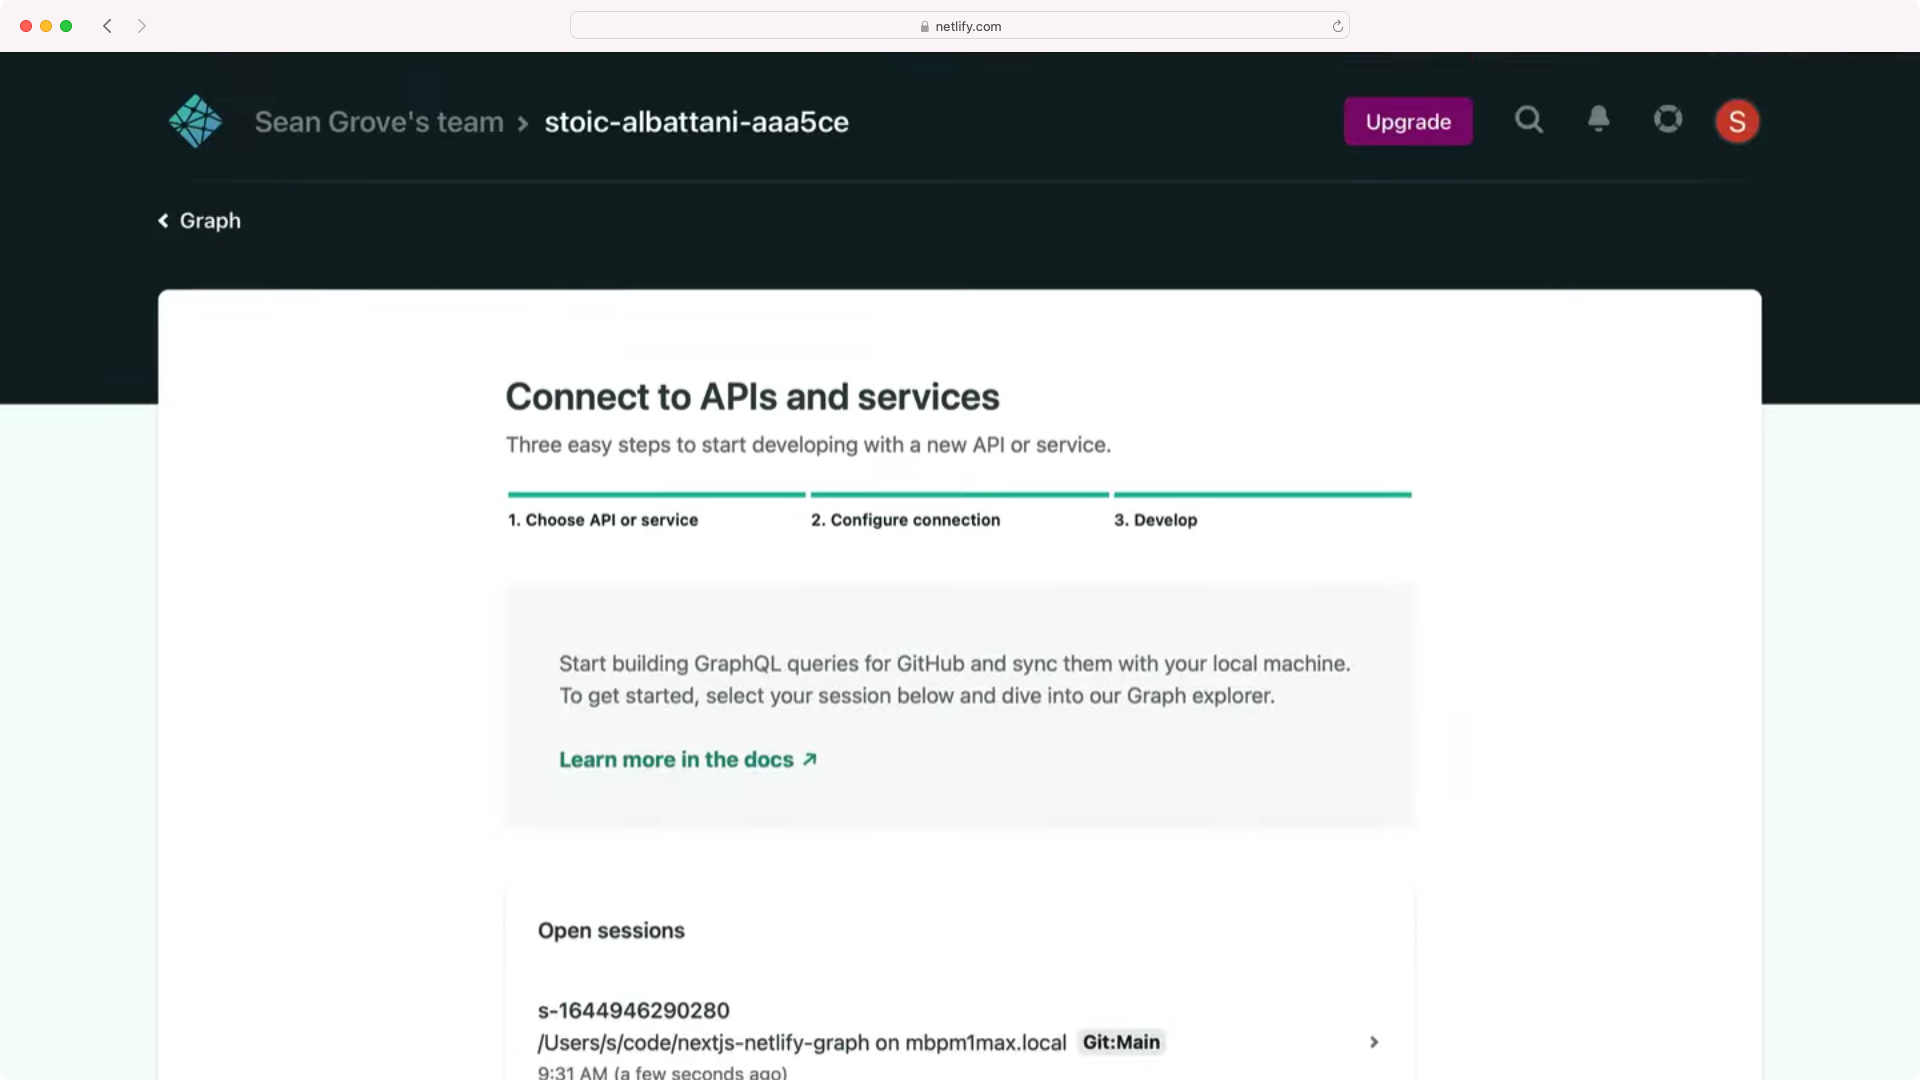 netlify.com
Sean Grove's team > stoic-albattani-aaa5ce
Upgrade
S
Graph
Connect to APIs and services
Three easy steps to start developing with a new API or service.
1. Choose API or service
2. Configure connection
3. Develop
Start building GraphQL queries for GitHub and sync them with your local machine.
To get started, select your session below and dive into our Graph explorer.
Learn more in the docs ↗
Open sessions
s-1644946290280
/Users/s/code/nextjs-netlify-graph on mbpm1max.local Git:Main
9:31 AM (a few seconds ago)